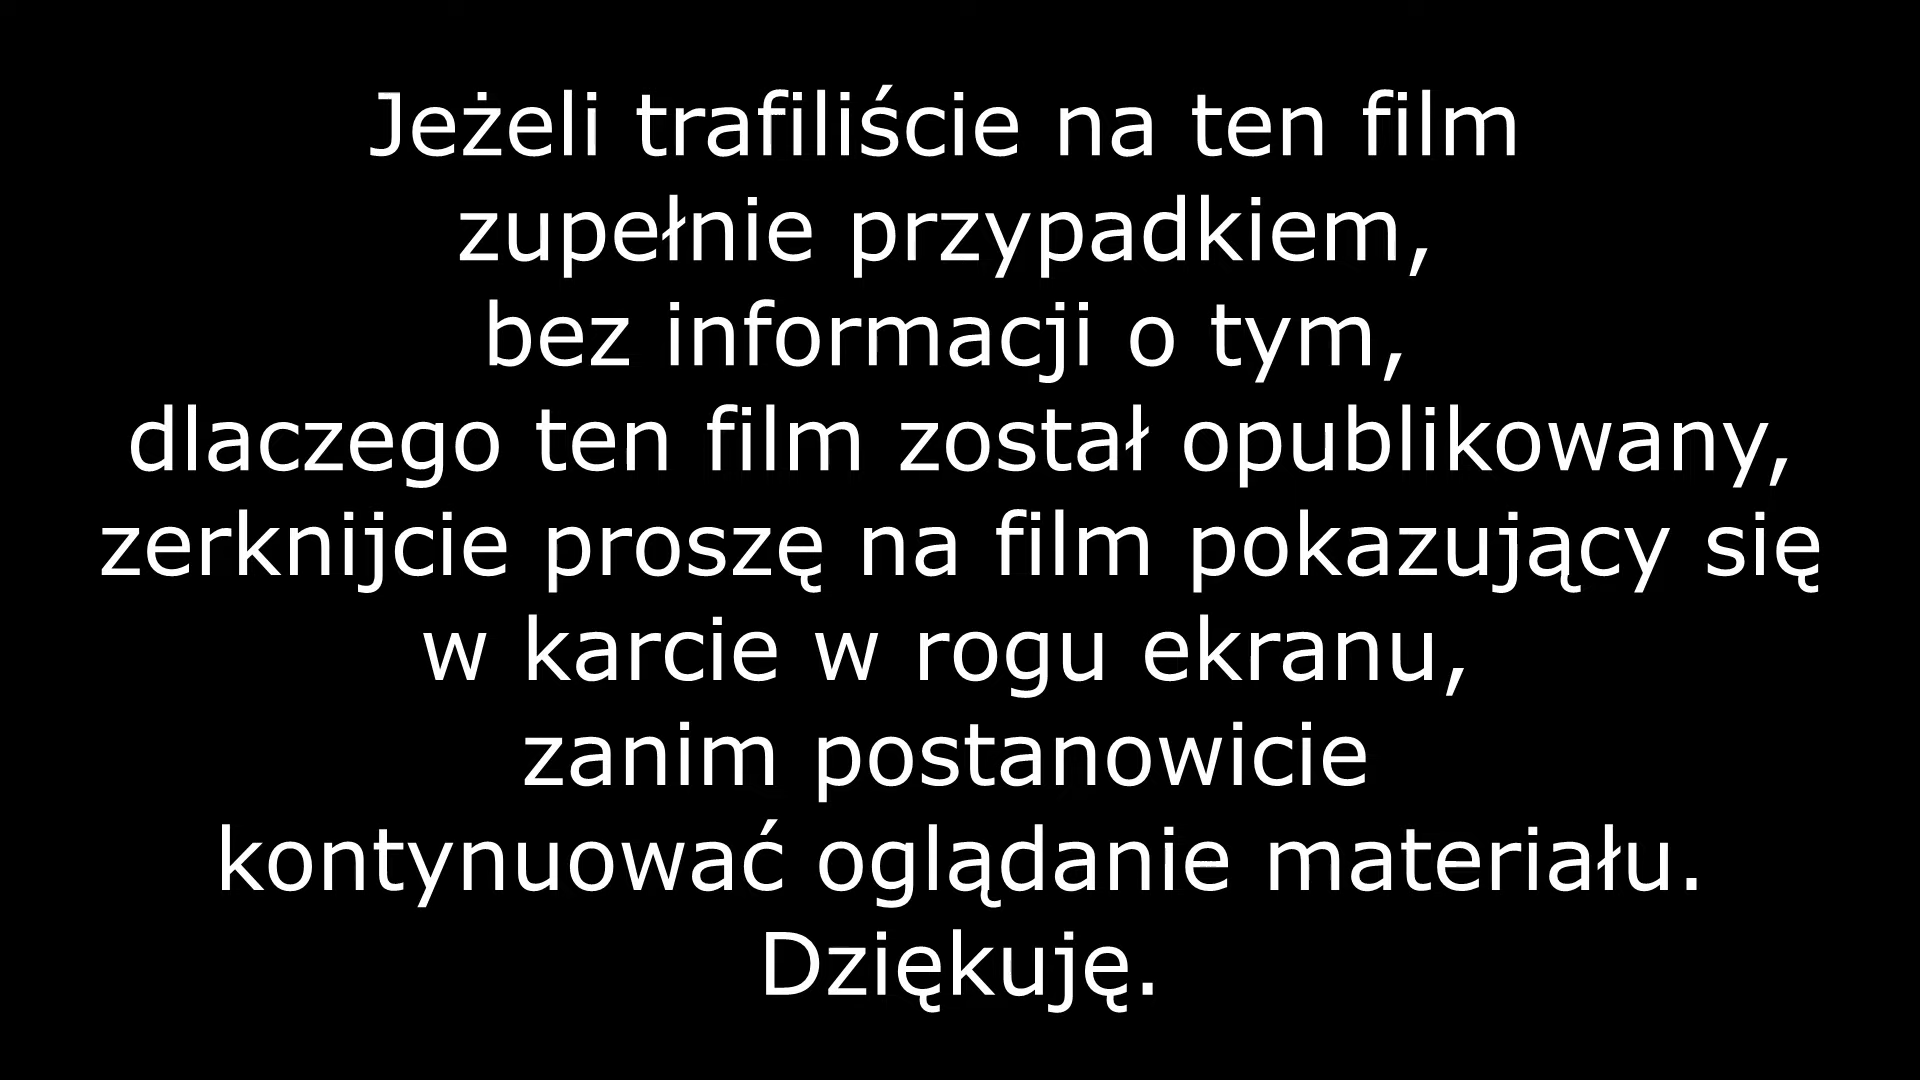 Jeżeli trafiliście na ten film
zupełnie przypadkiem,
bez informacji o tym,
dlaczego ten film został opublikowany,
zerknijcie proszę na film pokazujący się
w karcie w rogu ekranu,
zanim postanowicie
kontynuować oglądanie materiału.
Dziękuję.